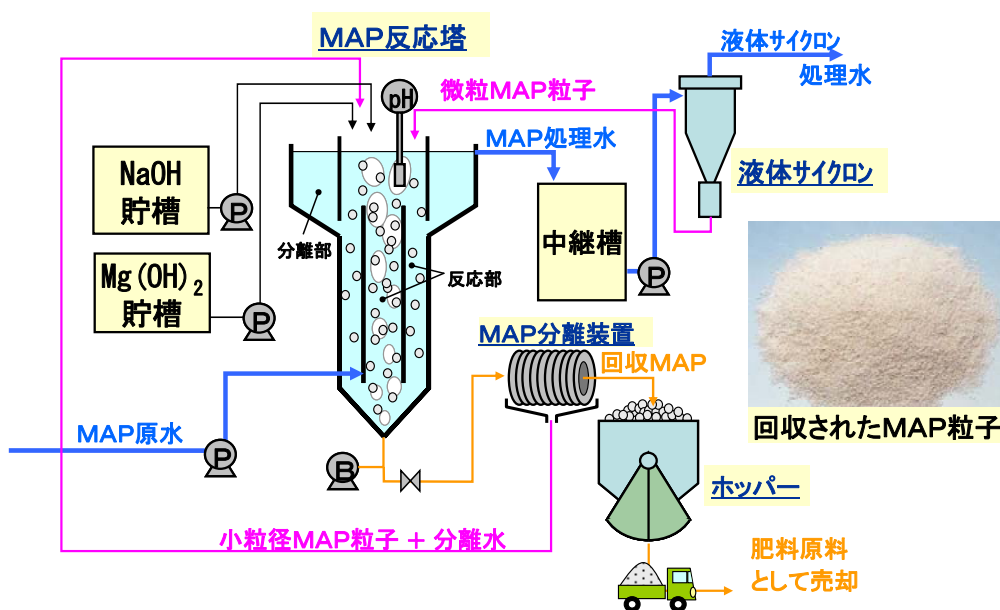 MAP反応塔
液体サイクロン
処理水
pH
微粒MAP粒子
MAP処理水
NaOH
貯槽
P
液体サイクロン
分離部
中継槽
反応部
P
Mg(OH)2
貯槽
P
MAP分離装置
回収MAP
MAP原水
P
回収されたMAP粒子
B
ホッパー
小粒径MAP粒子 + 分離水
肥料原料
として売却